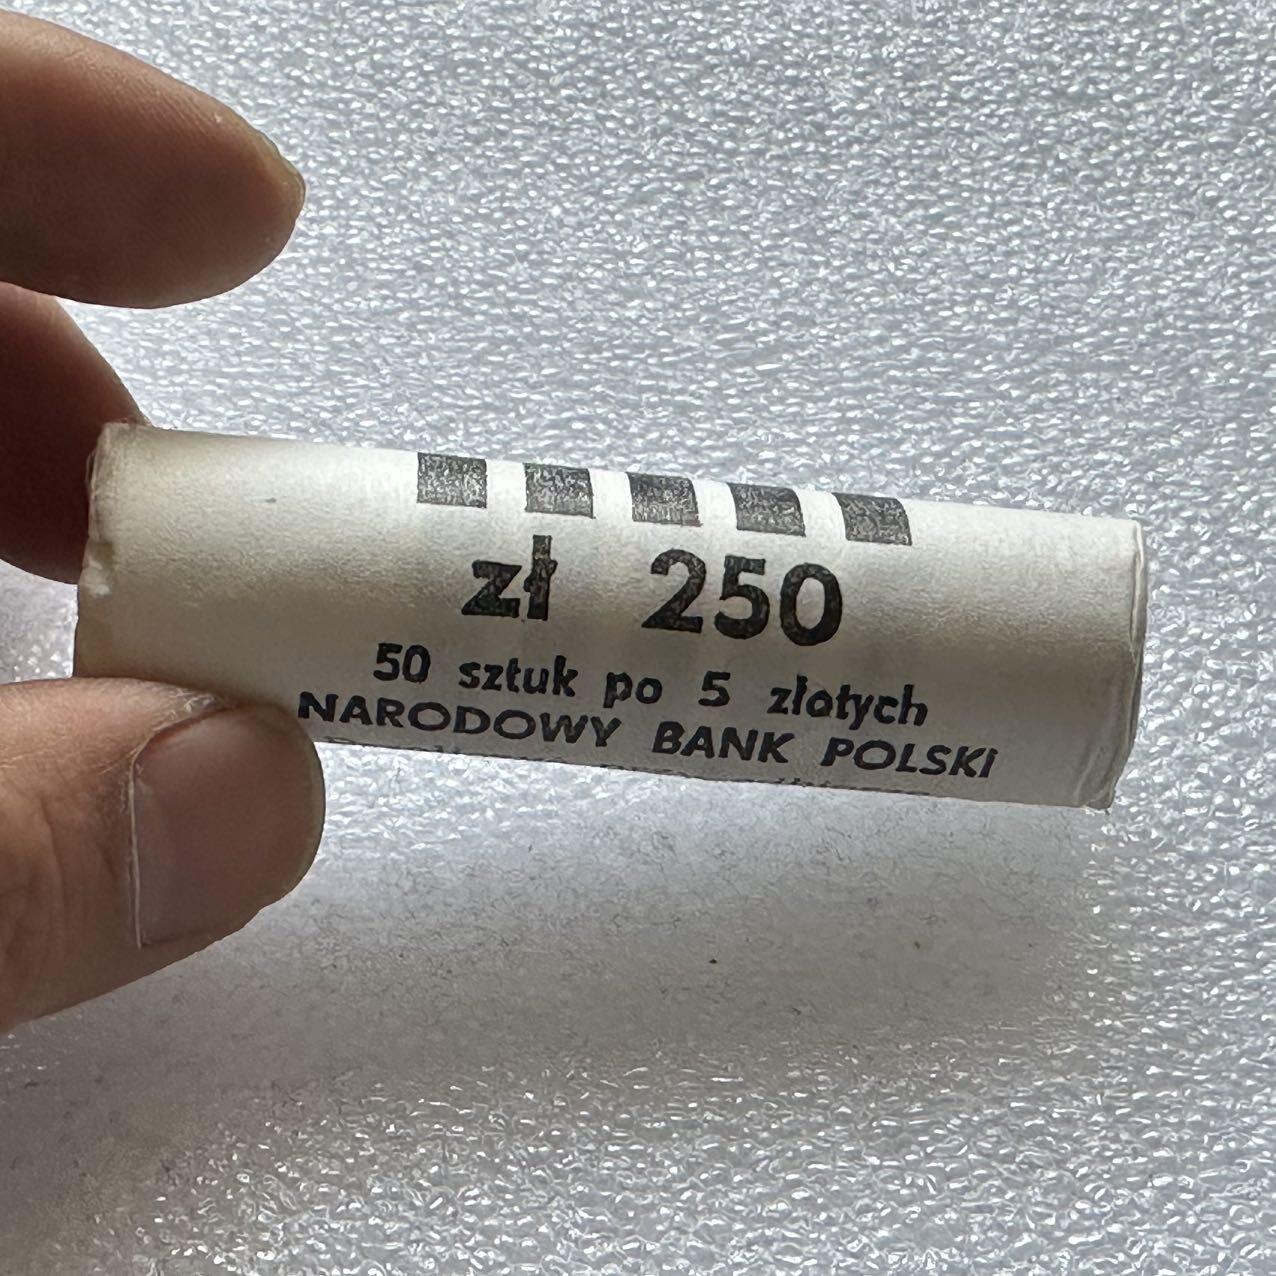 zł 250
50 sztuk po 5 złotych
NARODOWY BANK POLSKI